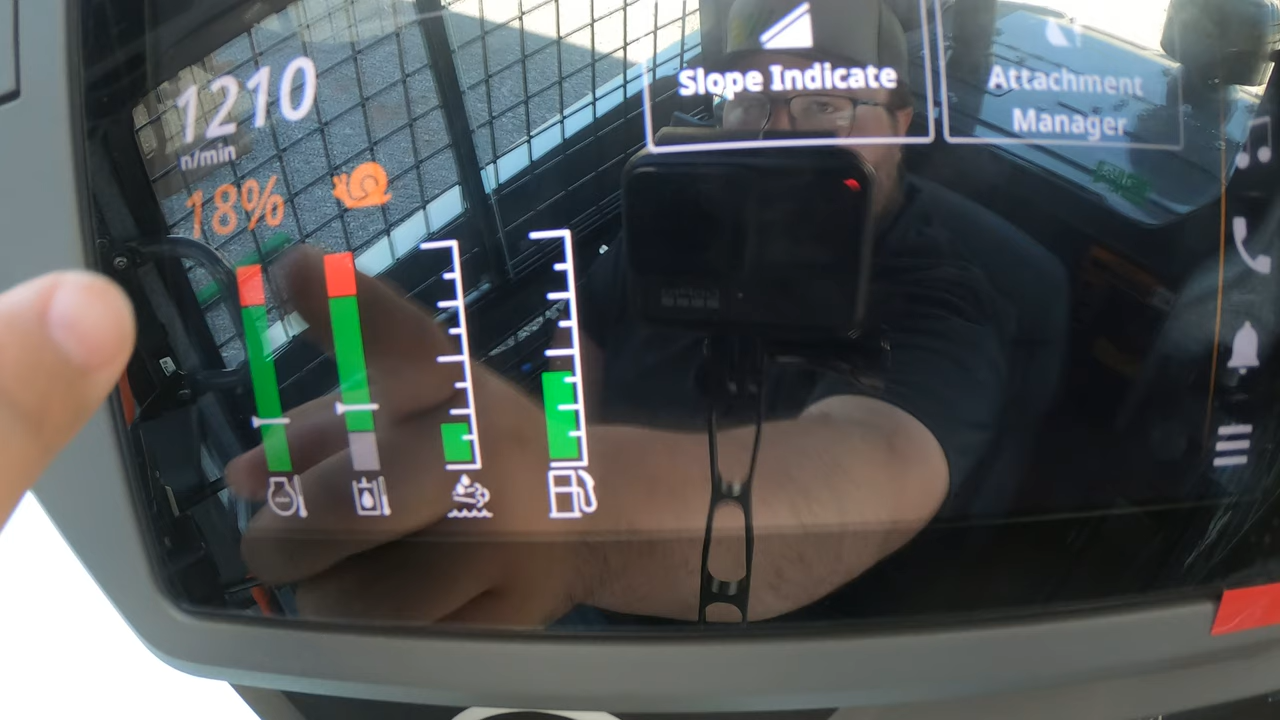 1210
n/min
18%
Slope Indicate
Attachment
Manager